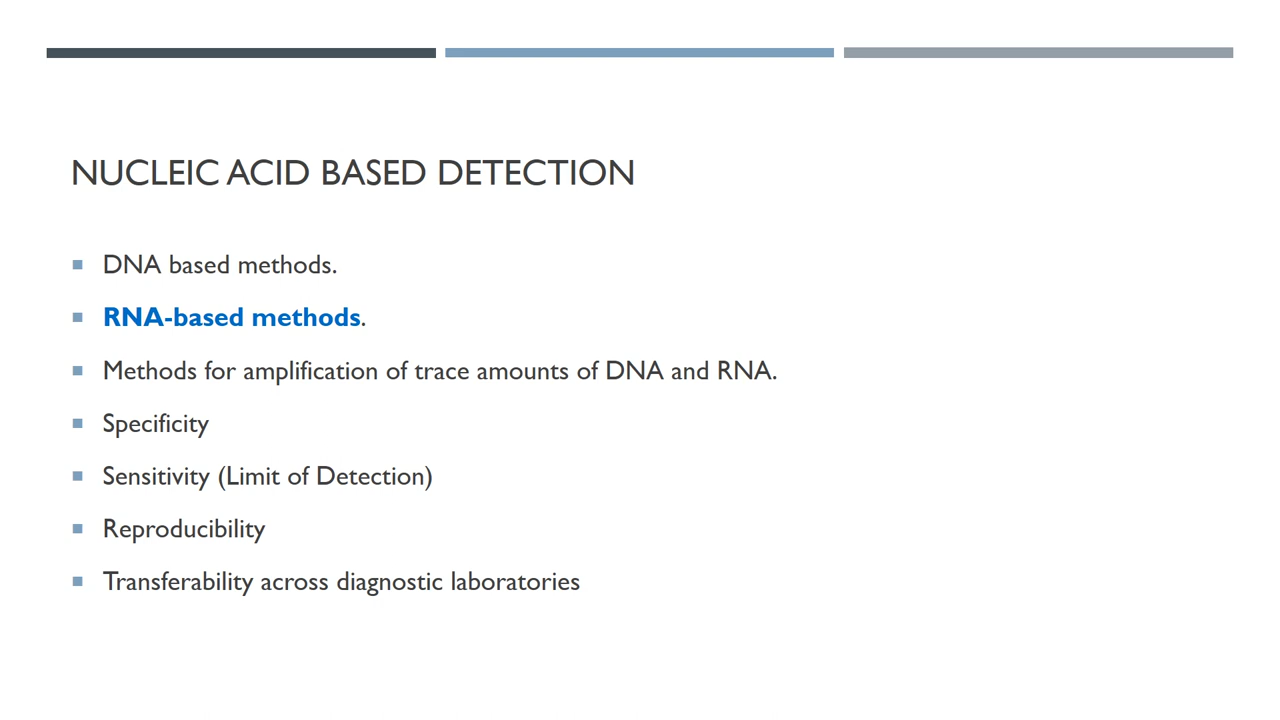 NUCLEIC ACID BASED DETECTION
DNA based methods.
RNA-based methods.
Methods for amplification of trace amounts of DNA and RNA.
Specificity
Sensitivity (Limit of Detection)
Reproducibility
Transferability across diagnostic laboratories